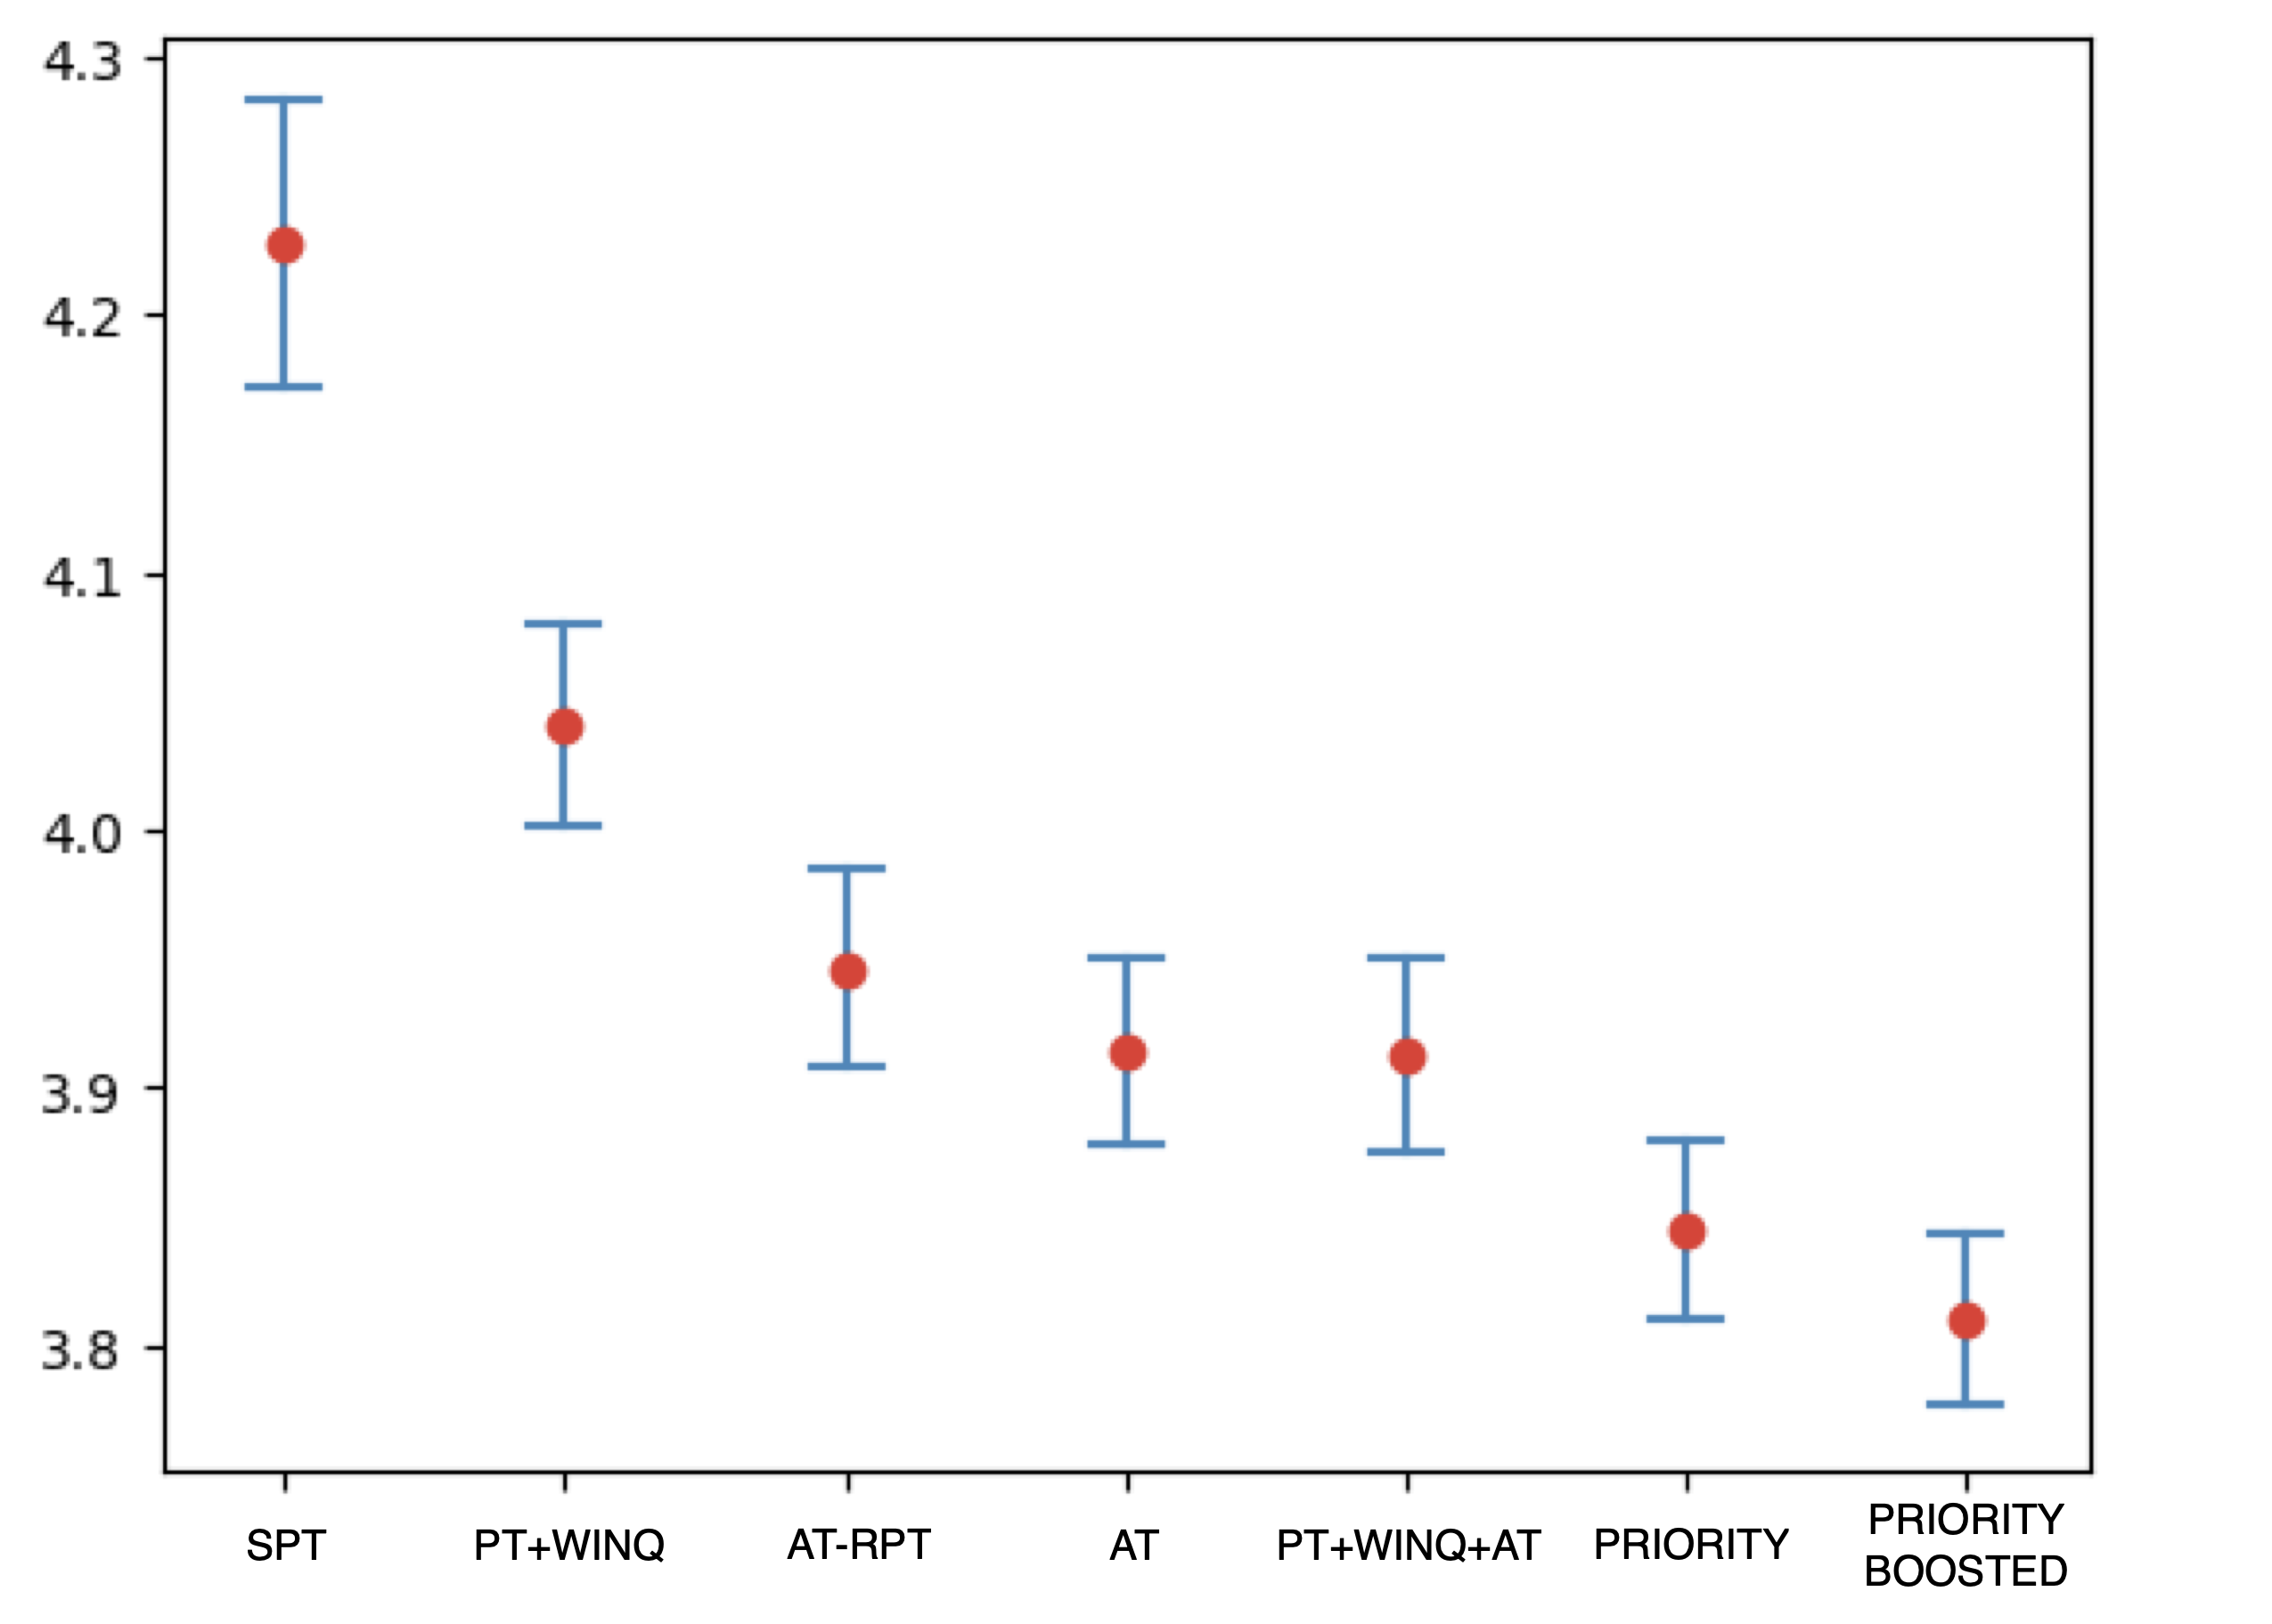 4.3
4.2
4.1
4.0
3.9
3.8
SPT
PT+WINQ
AT-RPT
AT
PT+WINQ+AT
PRIORITY
PRIORITY
BOOSTED